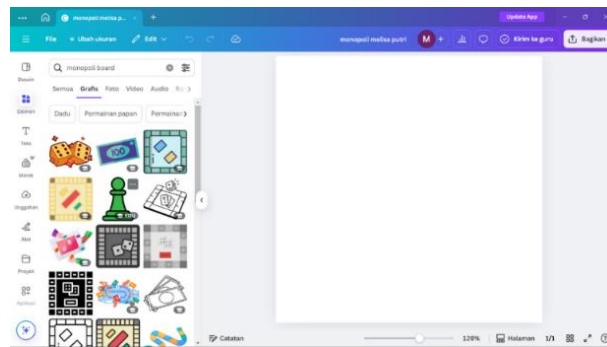 monopoli melisa p...
Update App
File
Ubah ukuran
Edit
monopoli melisa putri
M
Kirim ke guru
Bagikan
Desain
monopoli board
Semua Grafis Foto Video Audio
Elemen
Dadu
Permainan papan
Permainan
Teks
Merek
100
Unggahan
Alat
Proyek
Aplikasi
Catatan
128%
Halaman
1/1